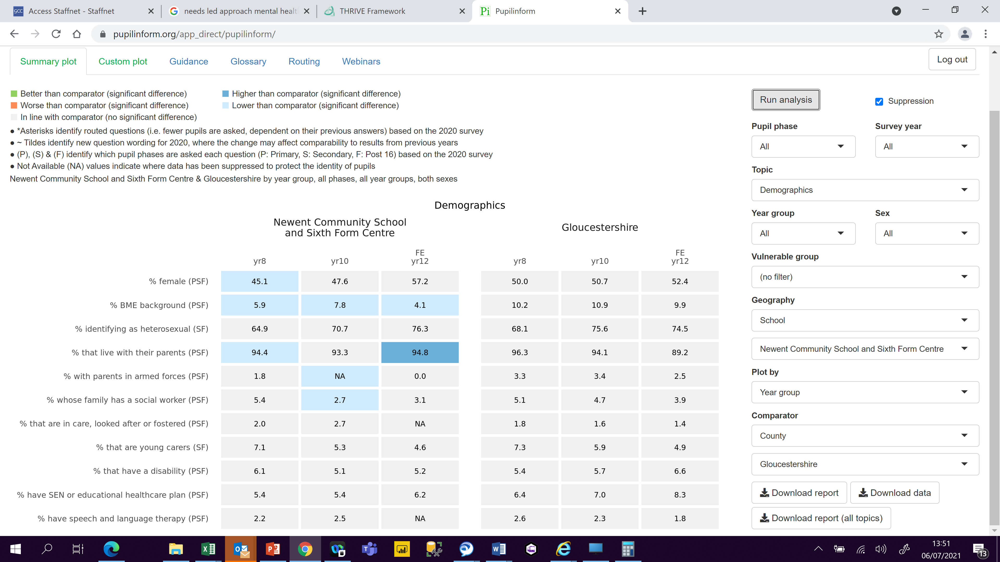 Access Staffnet - Staffnet
needs led approach mental healt
THRIVE Framework
Pupilinform
pupilinform.org/app_direct/pupilinform/
Summary plot Custom plot Guidance Glossary Routing Webinars
Log out
Better than comparator (significant difference) Higher than comparator (significant difference)
Worse than comparator (significant difference) Lower than comparator (significant difference)
In line with comparator (no significant difference)
● *Asterisks identify routed questions (i.e. fewer pupils are asked, dependent on their previous answers) based on the 2020 survey
● ~ Tildes identify new question wording for 2020, where the change may affect comparability to results from previous years
● (P), (S) & (F) identify which pupil phases are asked each question (P: Primary, S: Secondary, F: Post 16) based on the 2020 survey
● Not Available (NA) values indicate where data has been suppressed to protect the identity of pupils
Newent Community School and Sixth Form Centre & Gloucestershire by year group, all phases, all year groups, both sexes
Demographics
Newent Community School
and Sixth Form Centre
Gloucestershire
yr8 yr10 FE yr12 yr8 yr10 FE yr12
% female (PSF) 45.1 47.6 57.2 50.0 50.7 52.4
% BME background (PSF) 5.9 7.8 4.1 10.2 10.9 9.9
% identifying as heterosexual (SF) 64.9 70.7 76.3 68.1 75.6 74.5
% that live with their parents (PSF) 94.4 93.3 94.8 96.3 94.1 89.2
% with parents in armed forces (PSF) 1.8 NA 0.0 3.3 3.4 2.5
% whose family has a social worker (PSF) 5.4 2.7 3.1 5.1 4.7 3.9
% that are in care, looked after or fostered (PSF) 2.0 2.7 NA 1.8 1.6 1.4
% that are young carers (SF) 7.1 5.3 4.6 7.3 5.9 4.9
% that have a disability (PSF) 6.1 5.1 5.2 5.4 5.7 6.6
% have SEN or educational healthcare plan (PSF) 5.4 5.4 6.2 6.4 7.0 8.3
% have speech and language therapy (PSF) 2.2 2.5 NA 2.6 2.3 1.8
Run analysis Suppression
Pupil phase Survey year
All All
Topic
Demographics
Year group Sex
All All
Vulnerable group
(no filter)
Geography
School
Newent Community School and Sixth Form Centre
Plot by
Year group
Comparator
County
Gloucestershire
Download report Download data
Download report (all topics)
13:51
06/07/2021
13